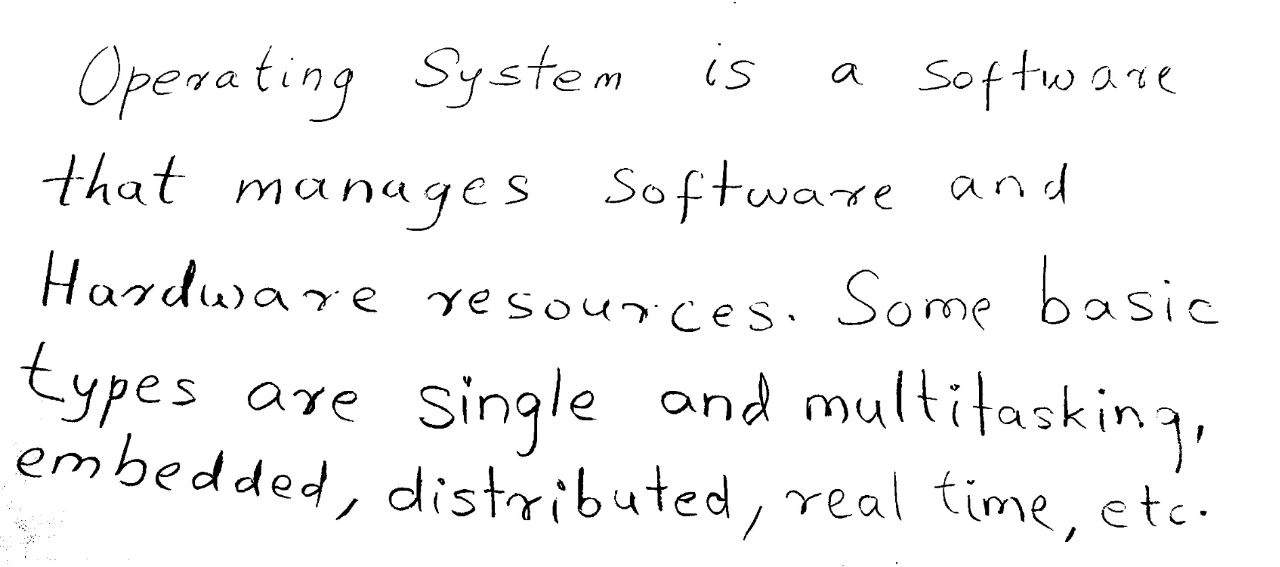 Operating System is a software
that manages software and
Hardware resources. Some basic
types are single and multitasking,
embedded, distributed, real time, etc.